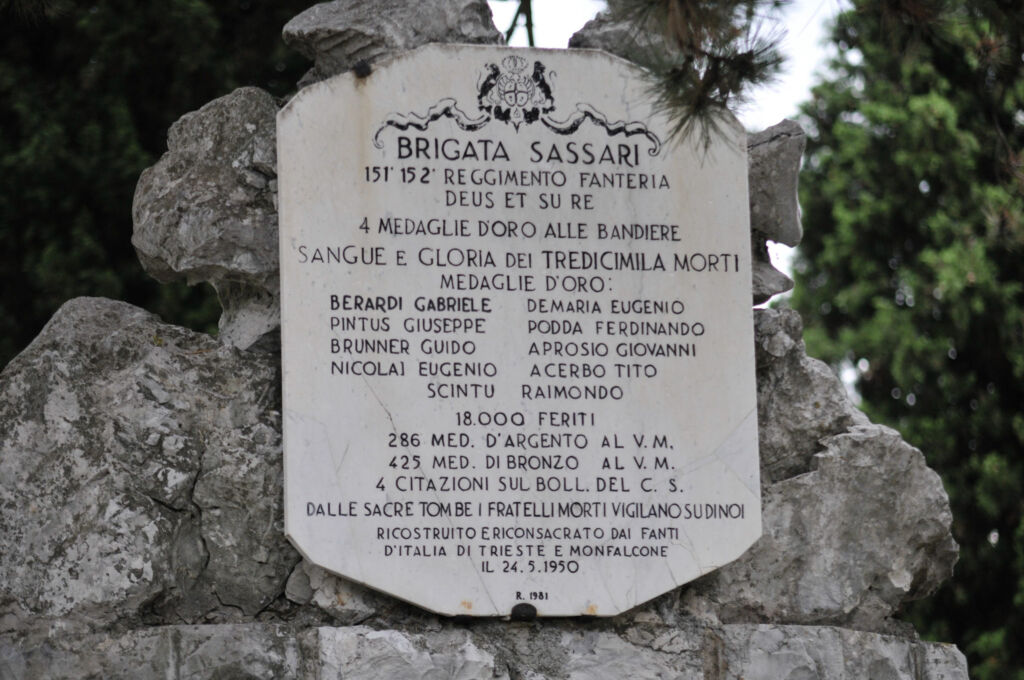 BRIGATA SASSARI
151° 152° REGGIMENTO FANTERIA
DEUS ET SU RE
4 MEDAGLIE D'ORO ALLE BANDIERE
SANGUE E GLORIA DEI TREDICIMILA MORTI
MEDAGLIE D'ORO:
BERARDI GABRIELE DEMARIA EUGENIO
PINTUS GIUSEPPE PODDA FERDINANDO
BRUNNER GUIDO APROSIO GIOVANNI
NICOLAI EUGENIO ACERBO TITO
SCINTU RAIMONDO
18.000 FERITI
286 MED. D'ARGENTO AL V. M.
425 MED. DI BRONZO AL V. M.
4 CITAZIONI SUL BOLL. DEL C. S.
DALLE SACRE TOMBE I FRATELLI MORTI VIGILANO SU DI NOI
RICOSTRUITO E RICONSACRATO DAI FANTI
D'ITALIA DI TRIESTE E MONFALCONE
IL 24.5.1950
R. 1981